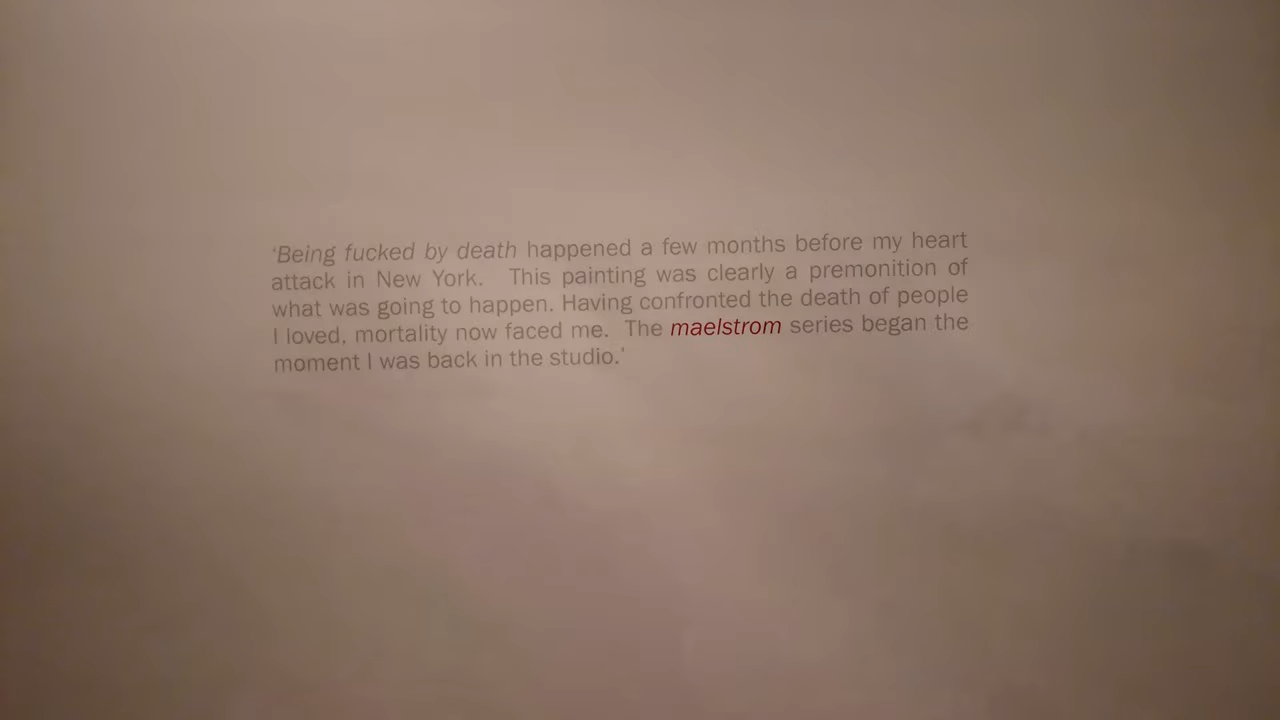 ‘Being fucked by death happened a few months before my heart
attack in New York.  This painting was clearly a premonition of
what was going to happen. Having confronted the death of people
I loved, mortality now faced me.  The maelstrom series began the
moment I was back in the studio.’